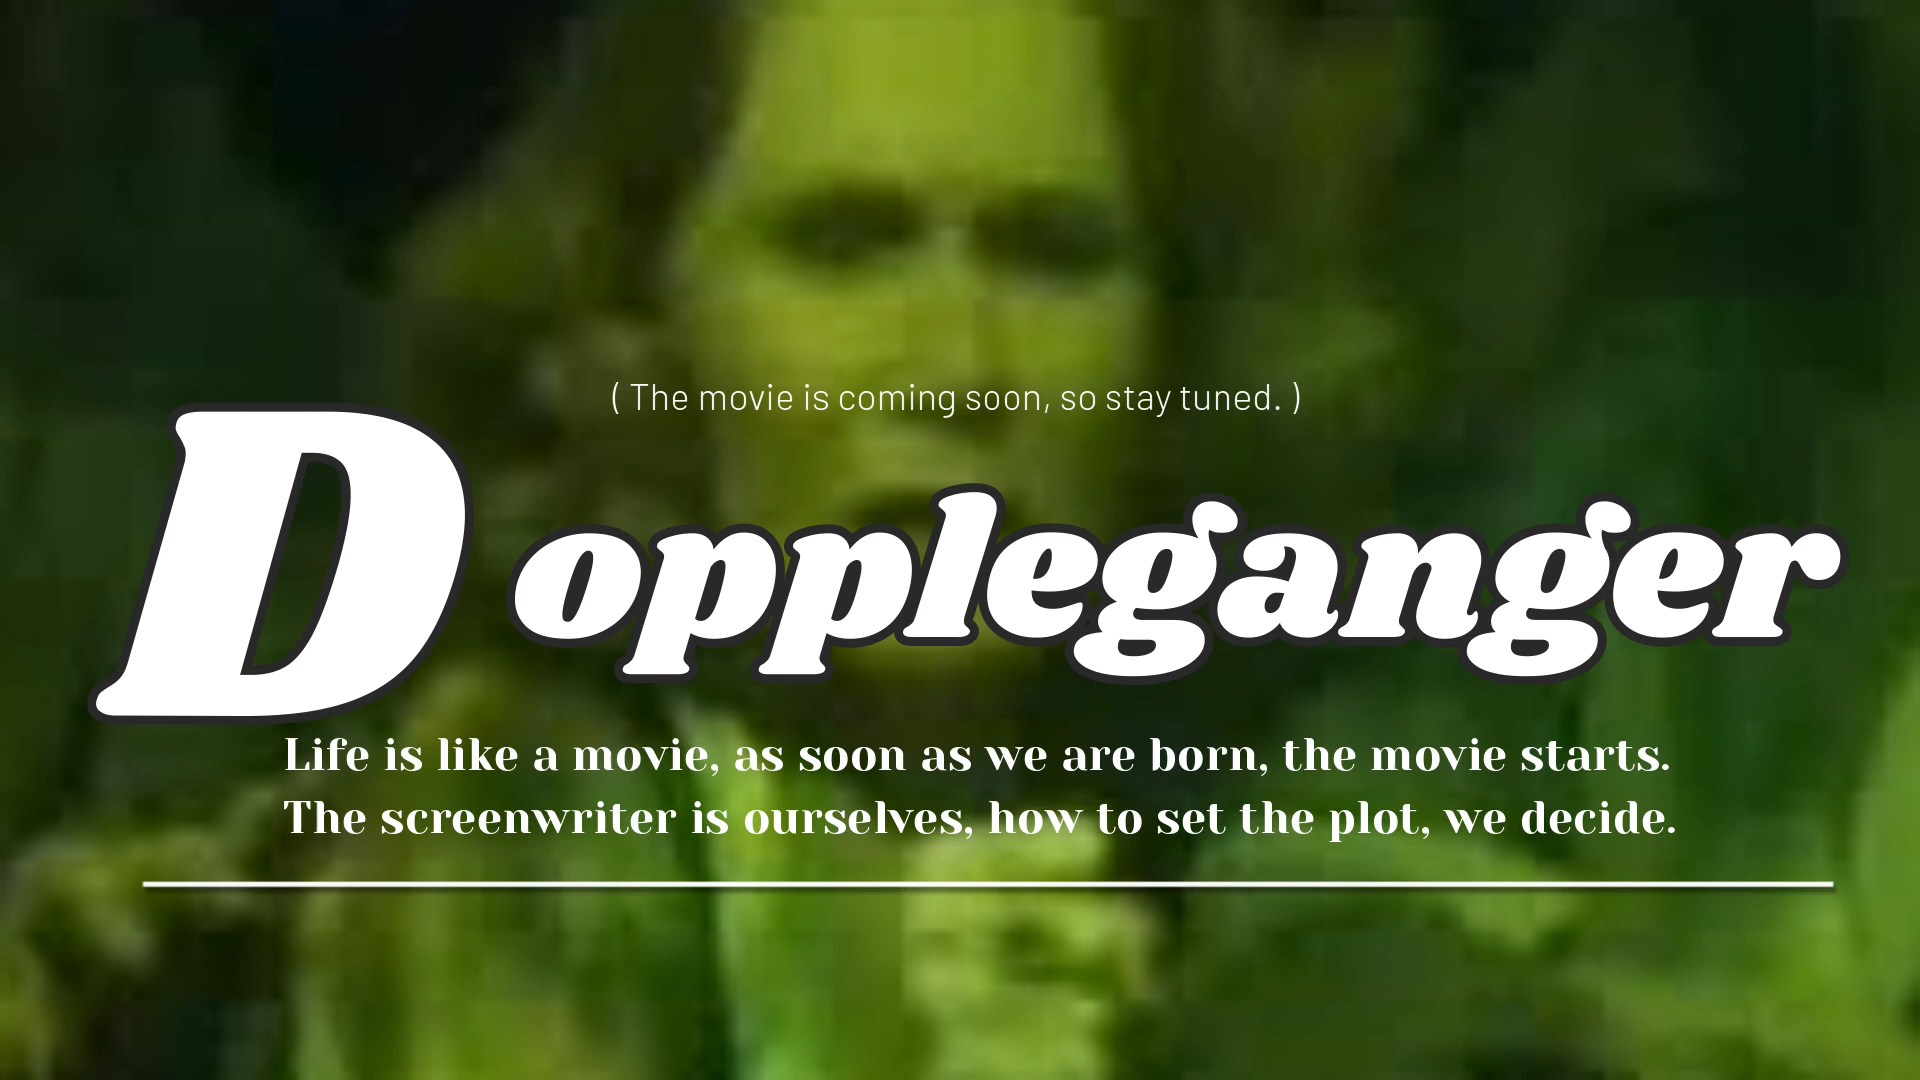 ( The movie is coming soon, so stay tuned. )
Doppleganger
Life is like a movie, as soon as we are born, the movie starts.
The screenwriter is ourselves, how to set the plot, we decide.